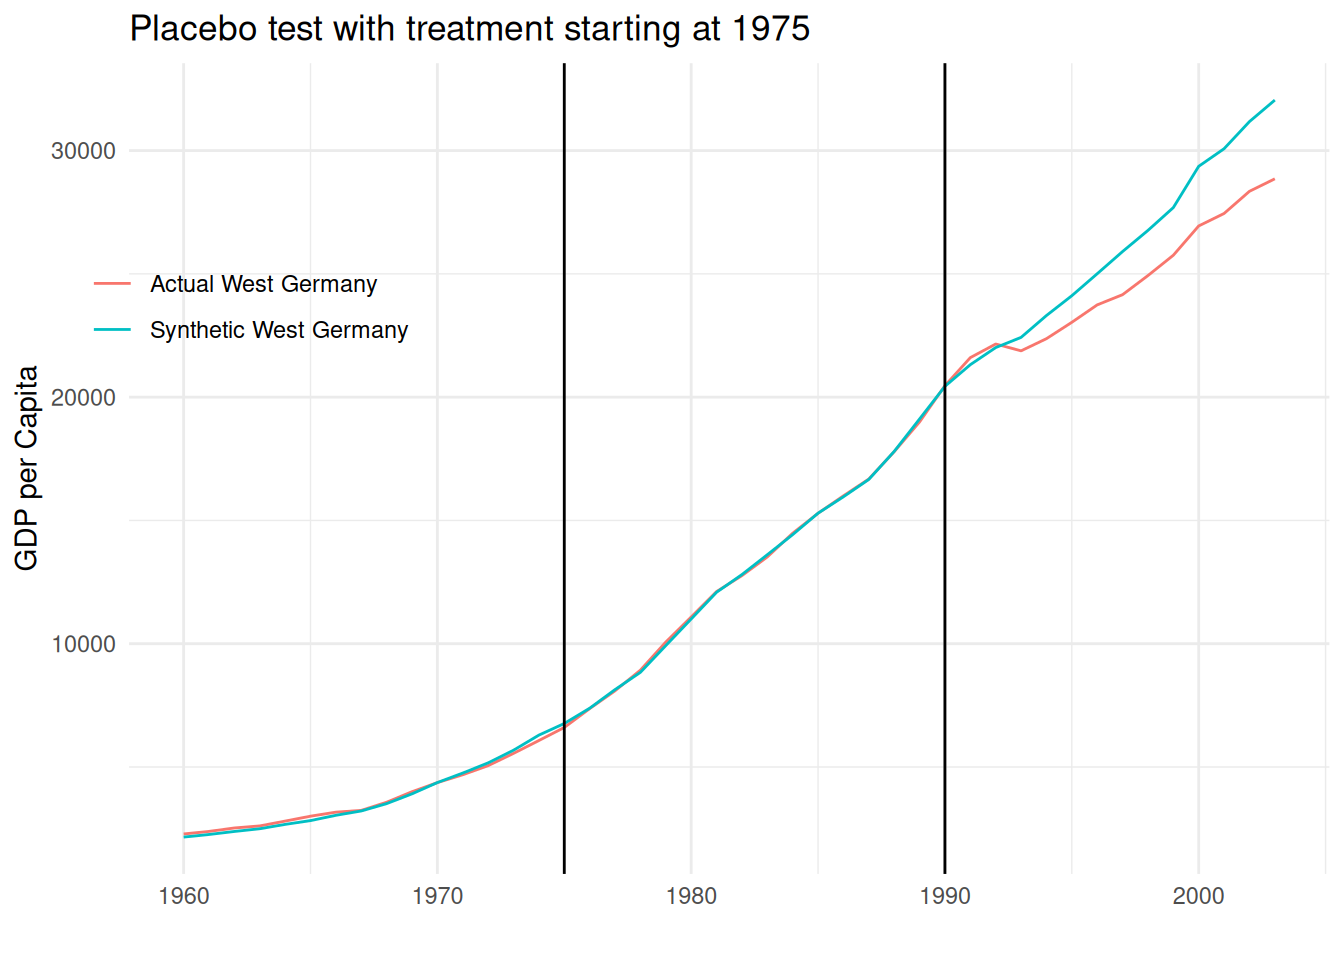 Placebo test with treatment starting at 1975
GDP per Capita
30000
20000
10000
Actual West Germany
Synthetic West Germany
1960
1970
1980
1990
2000